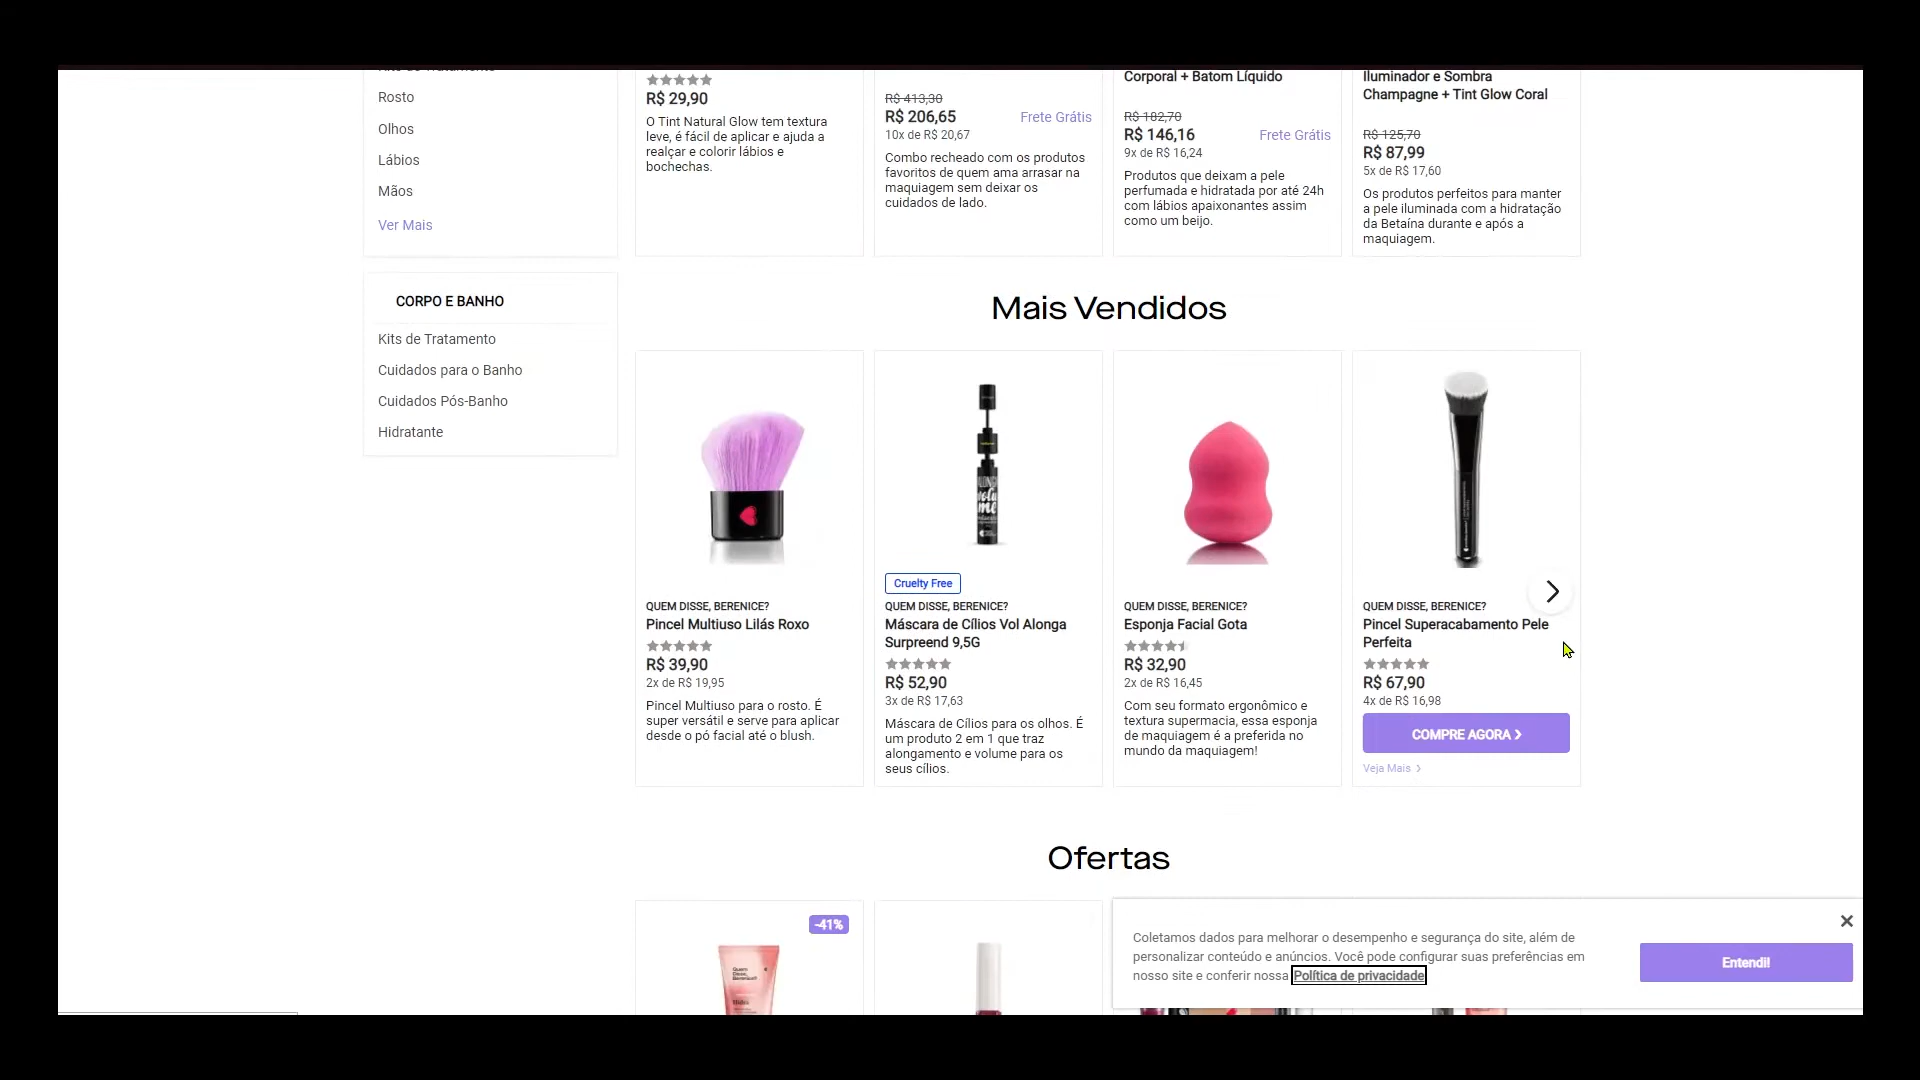 Rosto
Olhos
Lábios
Mãos
Ver Mais
CORPO E BANHO
Kits de Tratamento
Cuidados para o Banho
Cuidados Pós-Banho
Hidratante
R$ 29,90
O Tint Natural Glow tem textura
leve, é fácil de aplicar e ajuda a
realçar e colorir lábios e
bochechas.
R$ 413,30
R$ 206,65
Frete Grátis
10x de R$ 20,67
Combo recheado com os produtos
favoritos de quem ama arrasar na
maquiagem sem deixar os
cuidados de lado.
Corporal + Batom Líquido
R$ 182,70
R$ 146,16
Frete Grátis
9x de R$ 16,24
Produtos que deixam a pele
perfumada e hidratada por até 24h
com lábios apaixonantes assim
como um beijo.
Iluminador e Sombra
Champagne + Tint Glow Coral
R$ 125,70
R$ 87,99
5x de R$ 17,60
Os produtos perfeitos para manter
a pele iluminada com a hidratação
da Betaína durante e após a
maquiagem.
Mais Vendidos
QUEM DISSE, BERENICE?
Pincel Multiuso Lilás Roxo
R$ 39,90
2x de R$ 19,95
Pincel Multiuso para o rosto. É
super versátil e serve para aplicar
desde o pó facial até o blush.
Cruelty Free
QUEM DISSE, BERENICE?
Máscara de Cílios Vol Alonga
Surpreend 9,5G
R$ 52,90
3x de R$ 17,63
Máscara de Cílios para os olhos. É
um produto 2 em 1 que traz
alongamento e volume para os
seus cílios.
QUEM DISSE, BERENICE?
Esponja Facial Gota
R$ 32,90
2x de R$ 16,45
Com seu formato ergonômico e
textura supermacia, essa esponja
de maquiagem é a preferida no
mundo da maquiagem!
QUEM DISSE, BERENICE?
Pincel Superacabamento Pele
Perfeita
R$ 67,90
4x de R$ 16,98
COMPRE AGORA
Veja Mais
Ofertas
-41%
Quem
Disse,
Berenice?
Coletamos dados para melhorar o desempenho e segurança do site, além de
personalizar conteúdo e anúncios. Você pode configurar suas preferências em
nosso site e conferir nossa Política de privacidade
Entendi!